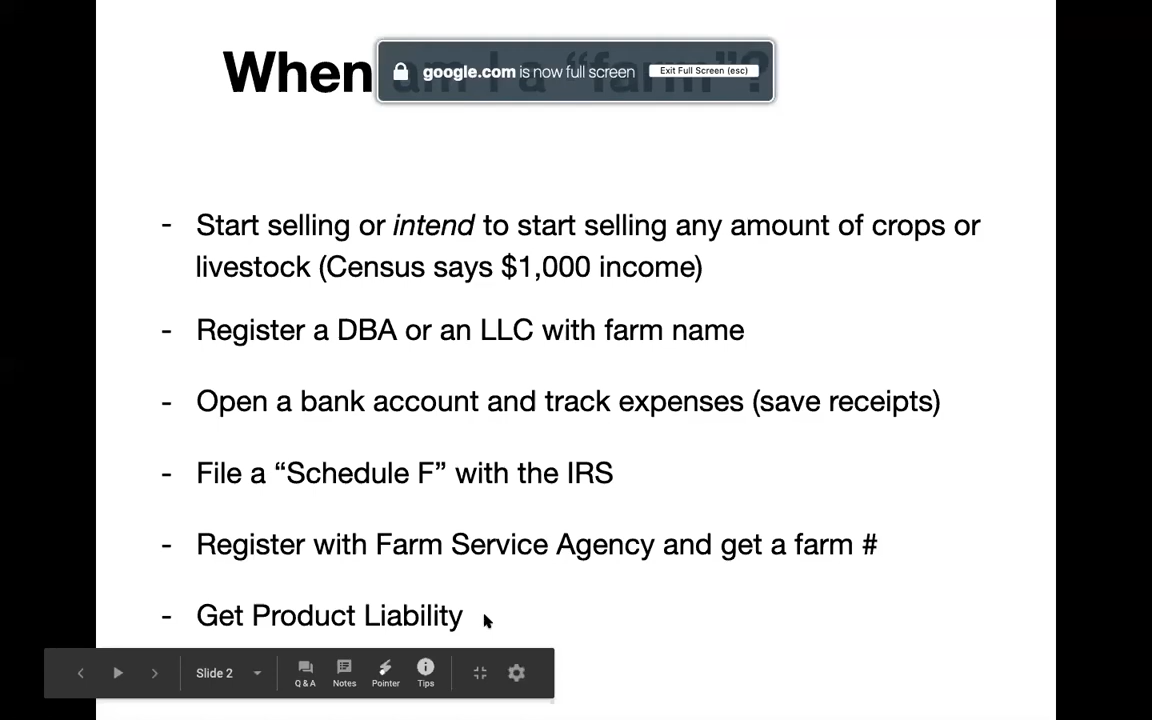 When am I a “farm”?
google.com is now full screen
Exit Full Screen (esc)
- Start selling or intend to start selling any amount of crops or
livestock (Census says $1,000 income)
- Register a DBA or an LLC with farm name
- Open a bank account and track expenses (save receipts)
- File a “Schedule F” with the IRS
- Register with Farm Service Agency and get a farm #
- Get Product Liability
Slide 2
Q & A
Notes
Pointer
Tips